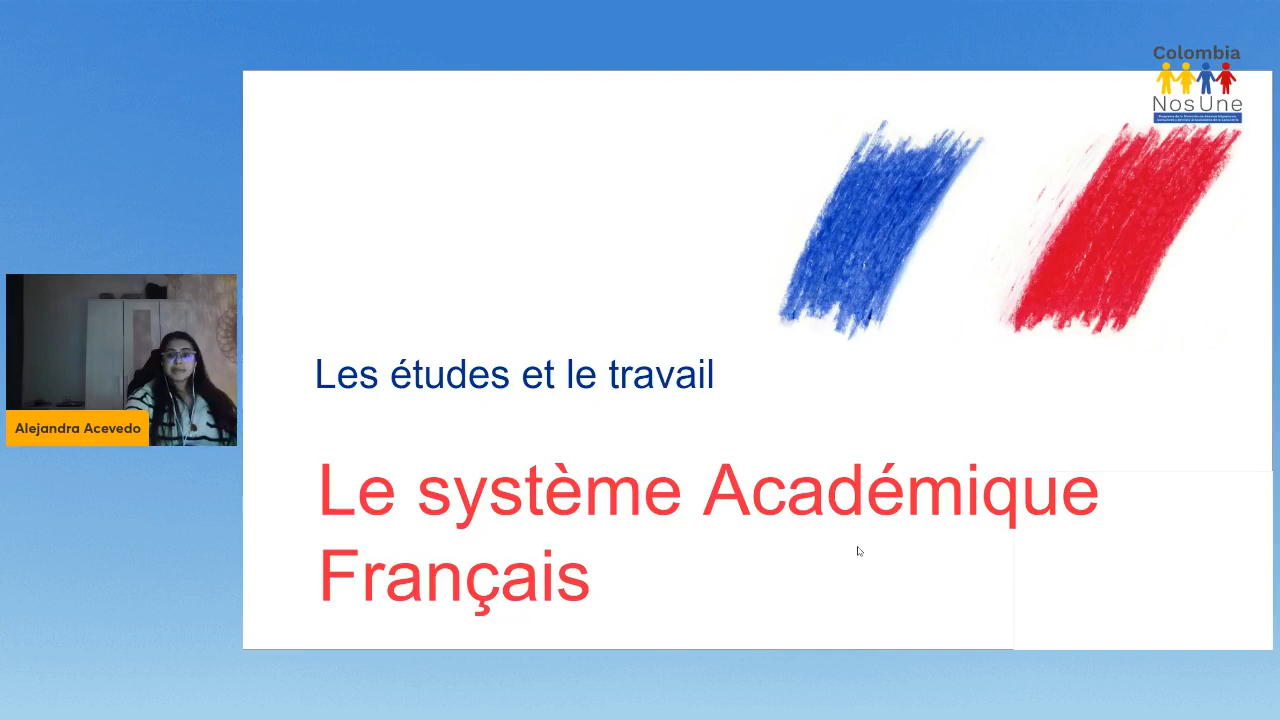 Colombia
NosUne
Les études et le travail
Le système Académique
Français
Alejandra Acevedo